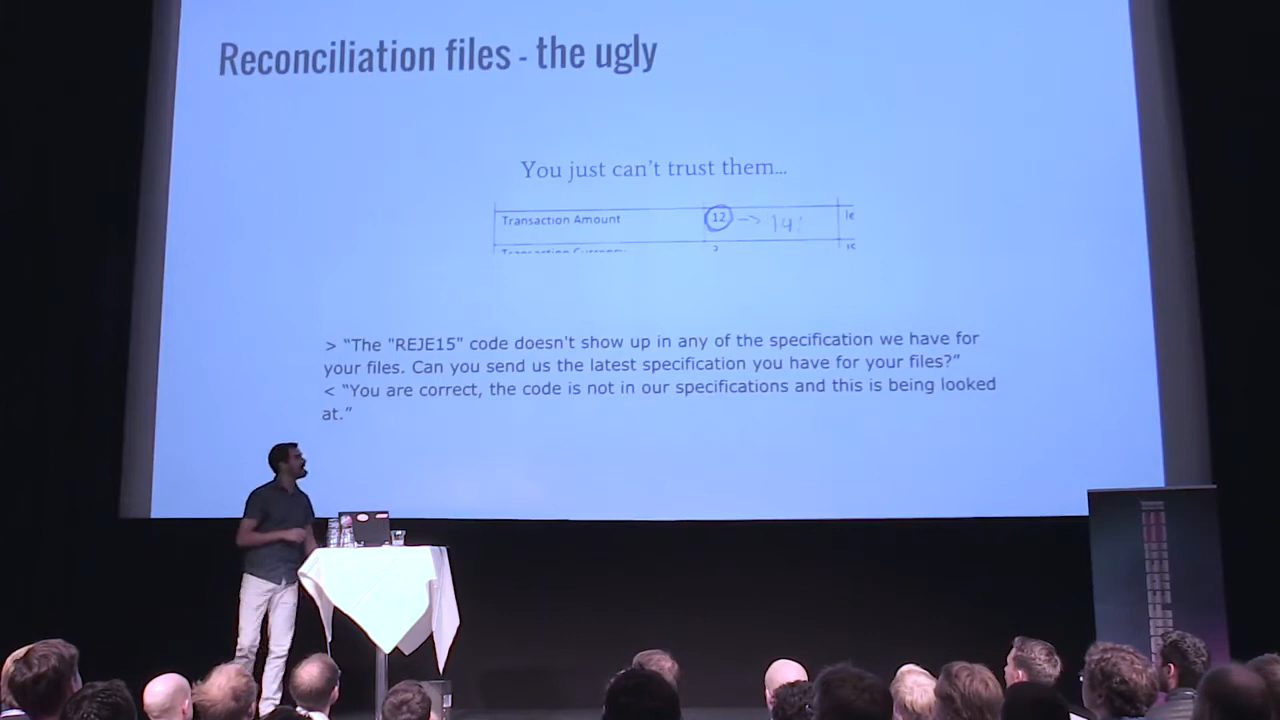 Reconciliation files - the ugly
You just can't trust them...
Transaction Amount 12 -> 14!
> “The "REJE15" code doesn't show up in any of the specification we have for
your files. Can you send us the latest specification you have for your files?”
< “You are correct, the code is not in our specifications and this is being looked
at.”